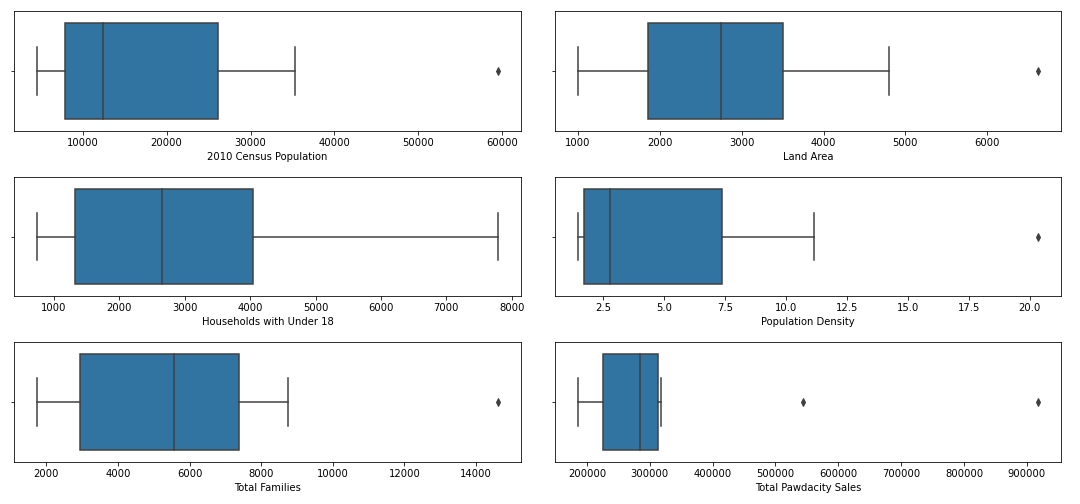 10000 20000 30000 40000 50000 60000
2010 Census Population
1000 2000 3000 4000 5000 6000
Land Area
1000 2000 3000 4000 5000 6000 7000 8000
Households with Under 18
2.5 5.0 7.5 10.0 12.5 15.0 17.5 20.0
Population Density
2000 4000 6000 8000 10000 12000 14000
Total Families
200000 300000 400000 500000 600000 700000 800000 900000
Total Pawdacity Sales